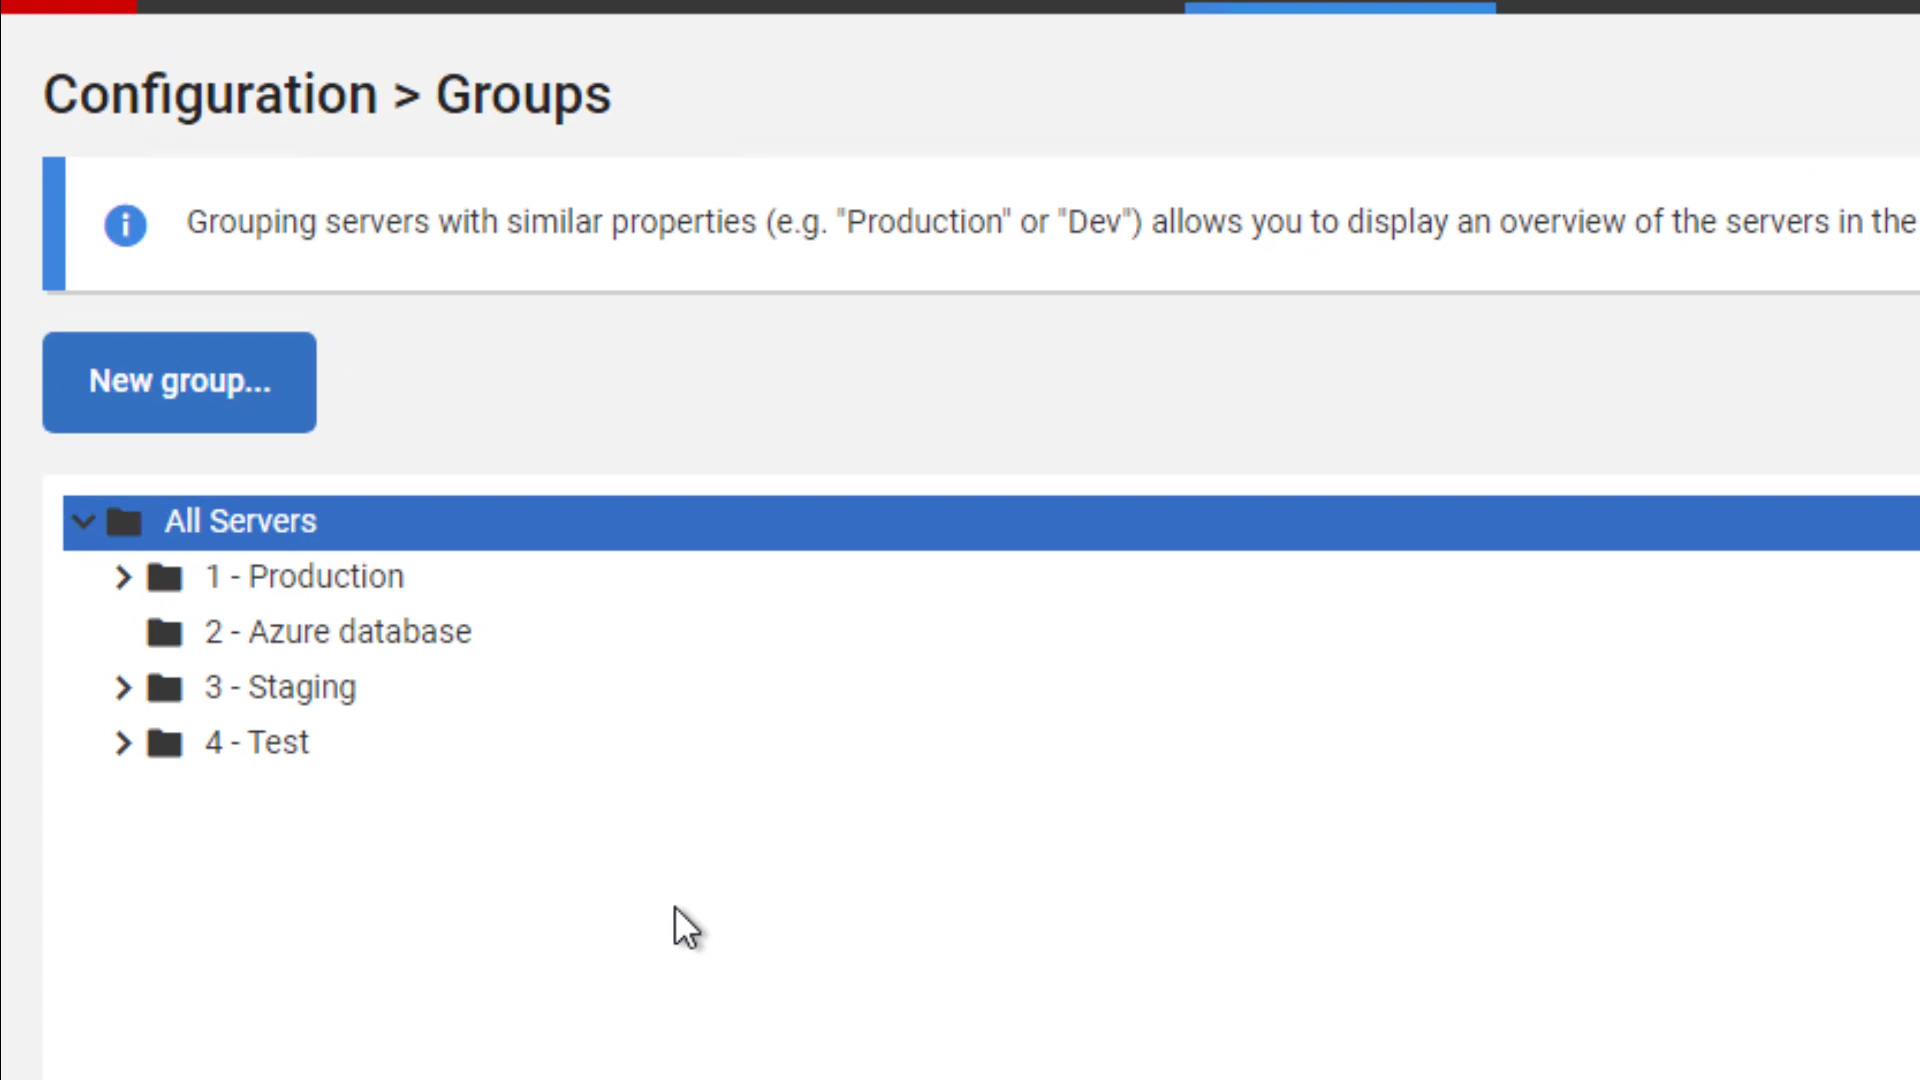 Configuration > Groups
Grouping servers with similar properties (e.g. "Production" or "Dev") allows you to display an overview of the servers in the
New group...
All Servers
1 - Production
2 - Azure database
3 - Staging
4 - Test